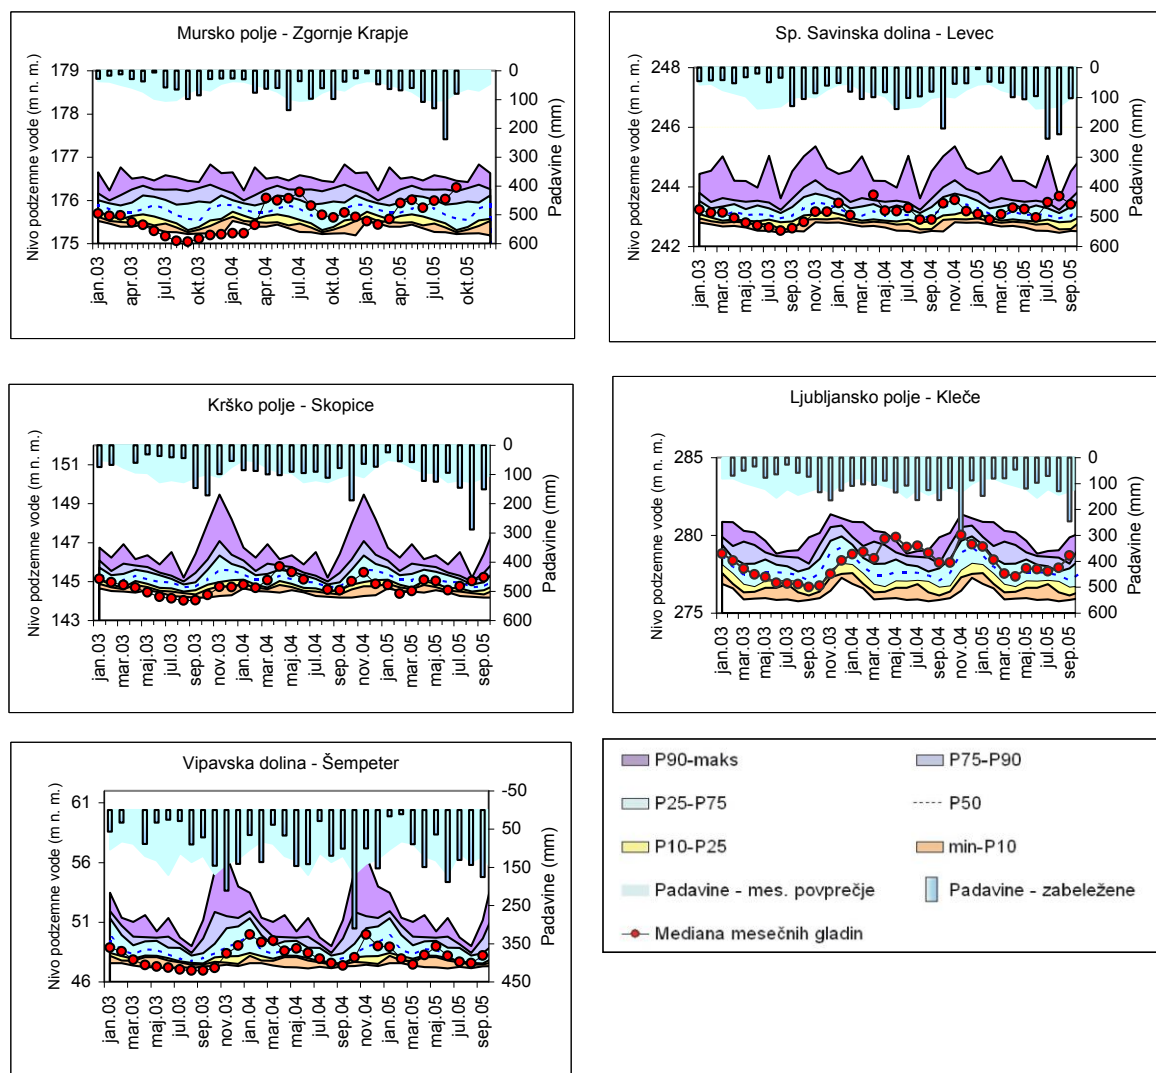 Mursko polje - Zgornje Krapje
Nivo podzemne vode (m n. m.)
179
178
177
176
175
0
100
200
300
400
500
600
Padavine (mm)
jan.03
apr.03
jul.03
okt.03
jan.04
apr.04
jul.04
okt.04
jan.05
apr.05
jul.05
okt.05
Sp. Savinska dolina - Levec
Nivo podzemne vode (m n. m.)
248
246
244
242
0
100
200
300
400
500
600
Padavine (mm)
jan.03
mar.03
maj.03
jul.03
sep.03
nov.03
jan.04
mar.04
maj.04
jul.04
sep.04
nov.04
jan.05
mar.05
maj.05
jul.05
sep.05
Krško polje - Skopice
Nivo podzemne vode (m n. m.)
151
149
147
145
143
0
100
200
300
400
500
600
Padavine (mm)
jan.03
mar.03
maj.03
jul.03
sep.03
nov.03
jan.04
mar.04
maj.04
jul.04
sep.04
nov.04
jan.05
mar.05
maj.05
jul.05
sep.05
Ljubljansko polje - Kleče
Nivo podzemne vode (m n. m.)
285
280
275
0
100
200
300
400
500
600
Padavine (mm)
jan.03
mar.03
maj.03
jul.03
sep.03
nov.03
jan.04
mar.04
maj.04
jul.04
sep.04
nov.04
jan.05
mar.05
maj.05
jul.05
sep.05
Vipavska dolina - Šempeter
Nivo podzemne vode (m n. m.)
61
56
51
46
-50
50
150
250
350
450
Padavine (mm)
jan.03
mar.03
maj.03
jul.03
sep.03
nov.03
jan.04
mar.04
maj.04
jul.04
sep.04
nov.04
jan.05
mar.05
maj.05
jul.05
sep.05
P90-maks
P75-P90
P25-P75
P50
P10-P25
min-P10
Padavine - mes. povprečje
Padavine - zabeležene
Mediana mesečnih gladin